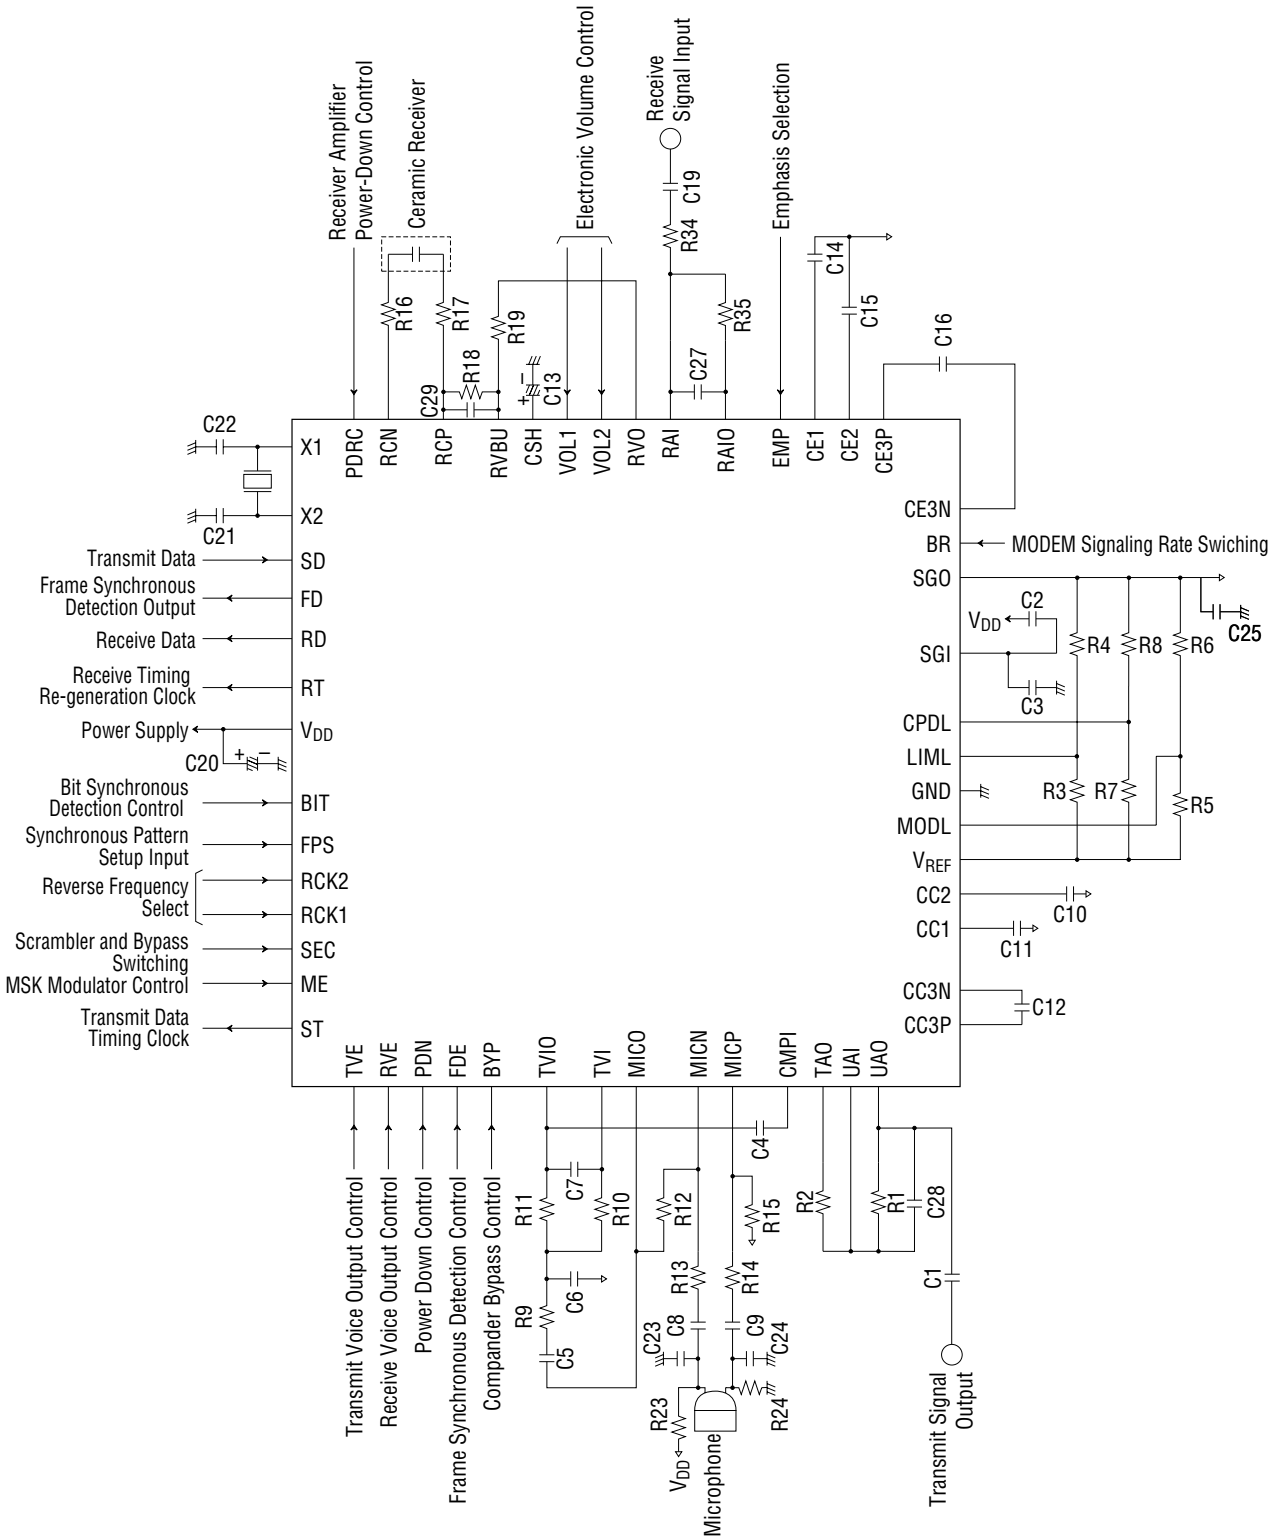 Receiver Amplifier
Power-Down Control
Ceramic Receiver
Electronic Volume Control
Receive
Signal Input
Emphasis Selection
C19
R34
R16
R17
R19
R18
C29
+ −
C13
R35
C27
C14
C15
C16
C22
C21
PDRC
RCN
RCP
RVBU
CSH
VOL1
VOL2
RVO
RAI
RAIO
EMP
CE1
CE2
CE3P
X1
X2
Transmit Data
SD
Frame Synchronous
Detection Output
FD
Receive Data
RD
Receive Timing
Re-generation Clock
RT
Power Supply
VDD
C20
+ −
Bit Synchronous
Detection Control
BIT
Synchronous Pattern
Setup Input
FPS
Reverse Frequency
Select
RCK2
RCK1
Scrambler and Bypass
Switching
SEC
MSK Modulator Control
ME
Transmit Data
Timing Clock
ST
CE3N
BR
MODEM Signaling Rate Swiching
SGO
C25
VDD
C2
SGI
C3
R4
R8
R6
CPDL
LIML
GND
R3
R7
R5
MODL
VREF
CC2
C10
CC1
C11
CC3N
C12
CC3P
TVE
RVE
PDN
FDE
BYP
TVIO
TVI
MICO
MICN
MICP
CMPI
TAO
UAI
UAO
Transmit Voice Output Control
Receive Voice Output Control
Power Down Control
Frame Synchronous Detection Control
Compander Bypass Control
C4
C7
R11
R10
R12
R15
R2
R1
C28
C6
R9
C5
R13
R14
C8
C9
C23
C24
R23
R24
VDD
Microphone
C1
Transmit Signal
Output